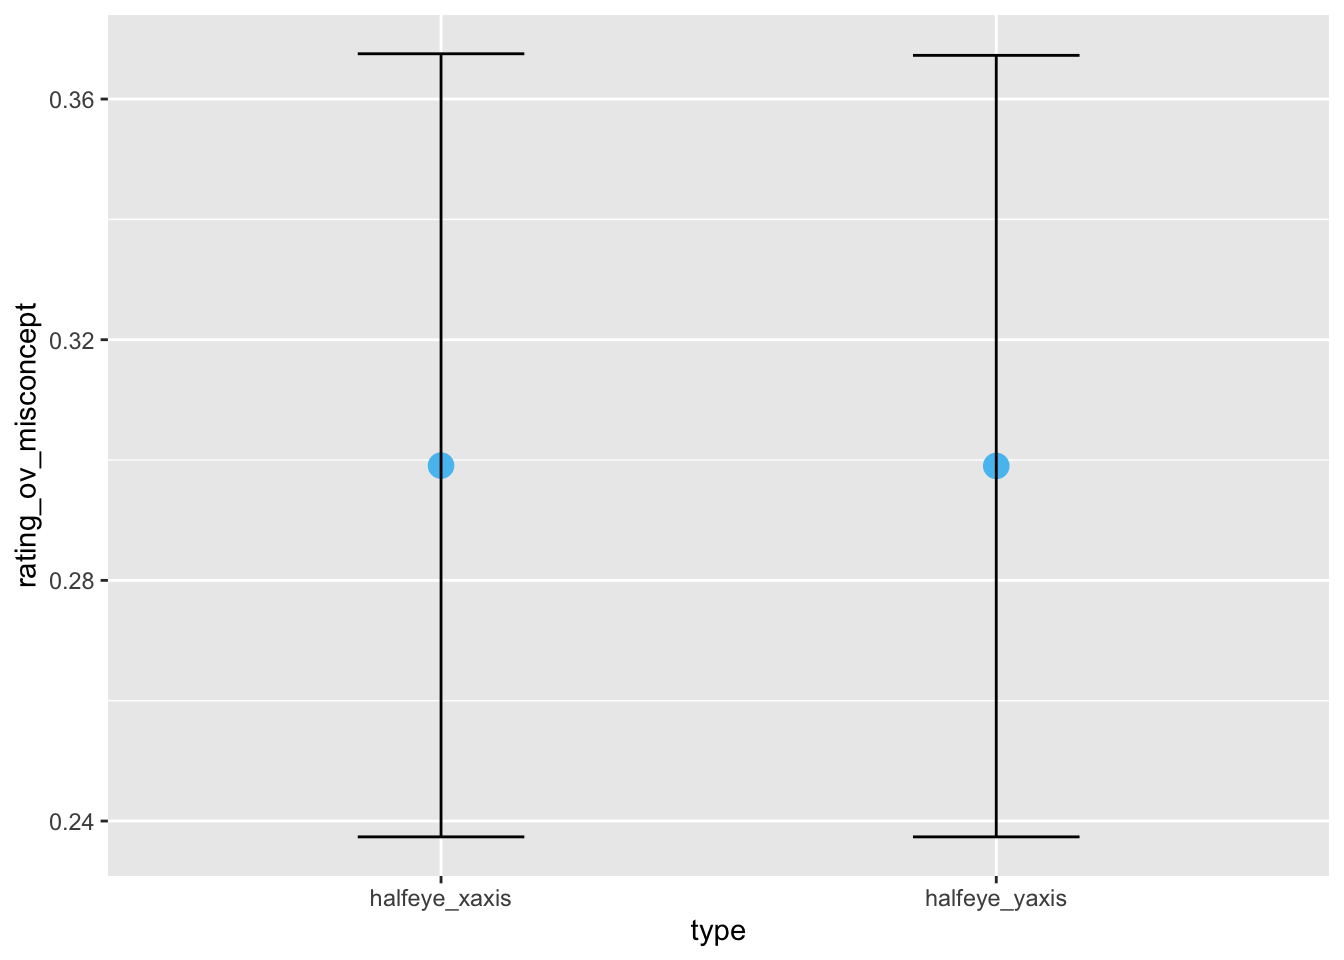 rating_ov_misconcept
0.36
0.32
0.28
0.24
halfeye_xaxis
halfeye_yaxis
type